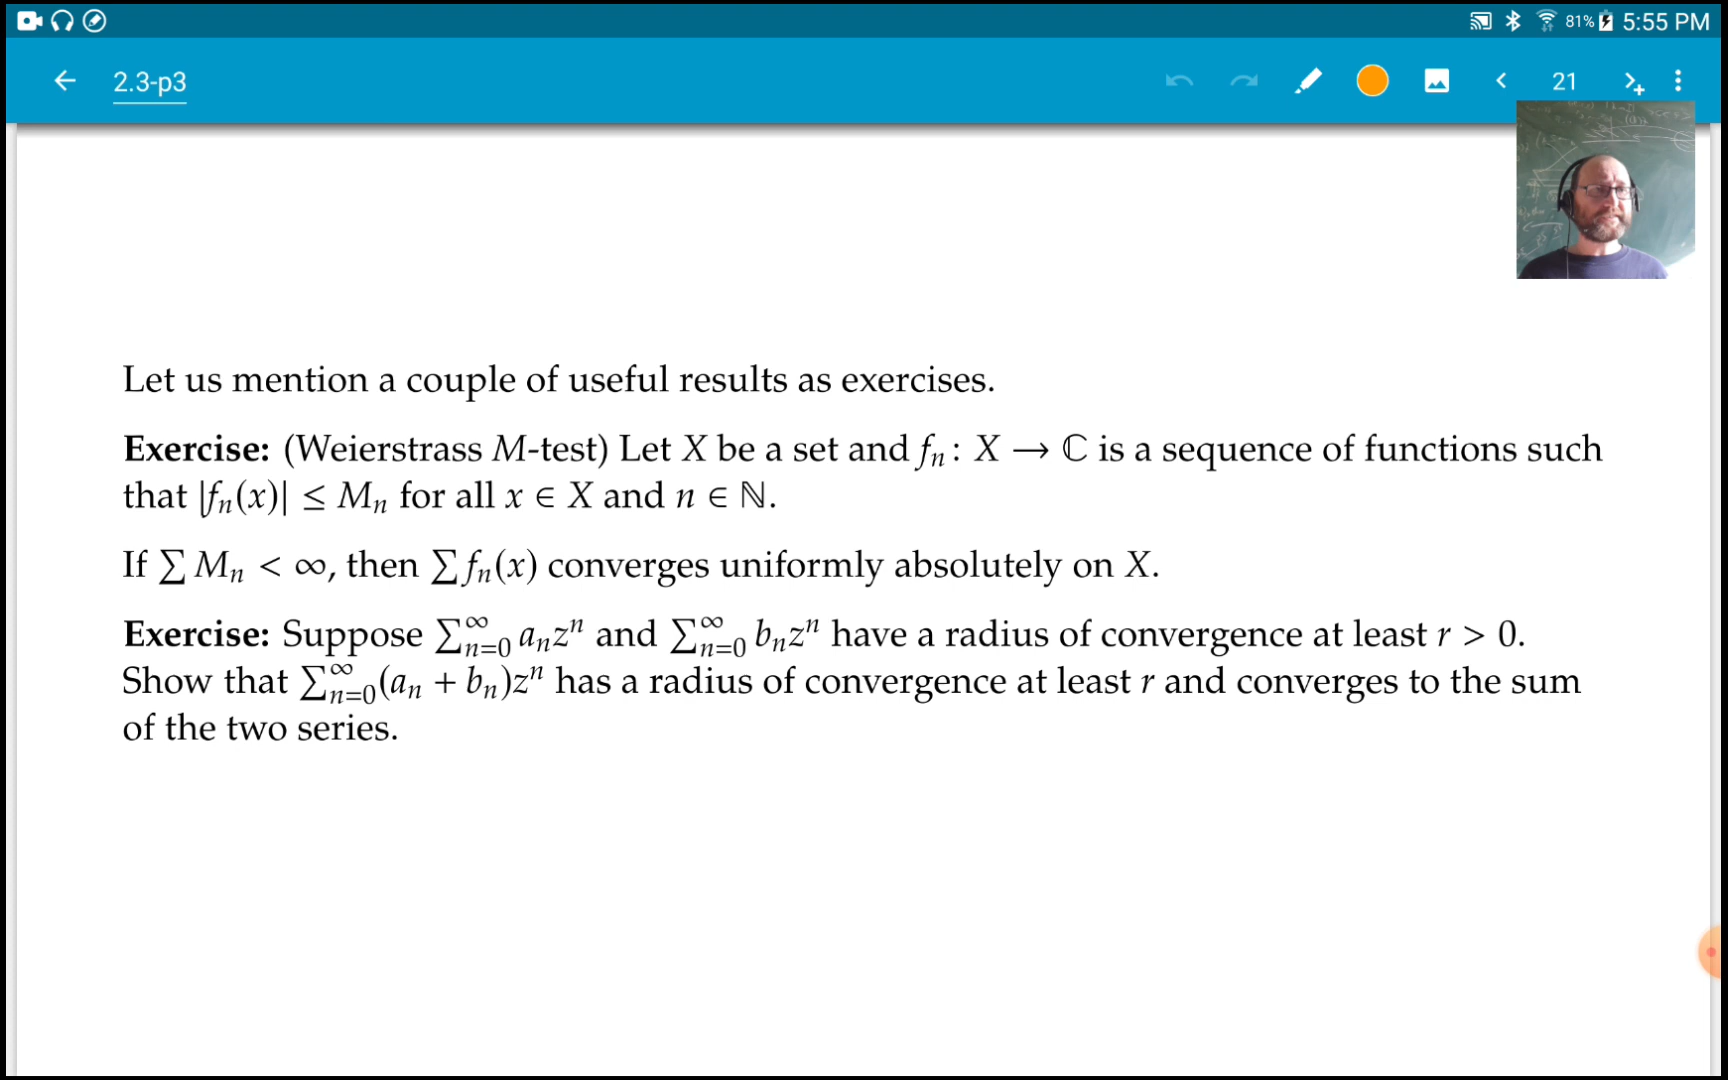 81% 5:55 PM
2.3-p3 21
Let us mention a couple of useful results as exercises.
Exercise: (Weierstrass M-test) Let X be a set and fₙ: X → ℂ is a sequence of functions such
that |fₙ(x)| ≤ Mₙ for all x ∈ X and n ∈ ℕ.
If ∑ Mₙ < ∞, then ∑ fₙ(x) converges uniformly absolutely on X.
Exercise: Suppose ∑_{n=0}^{∞} aₙzⁿ and ∑_{n=0}^{∞} bₙzⁿ have a radius of convergence at least r > 0.
Show that ∑_{n=0}^{∞}(aₙ + bₙ)zⁿ has a radius of convergence at least r and converges to the sum
of the two series.